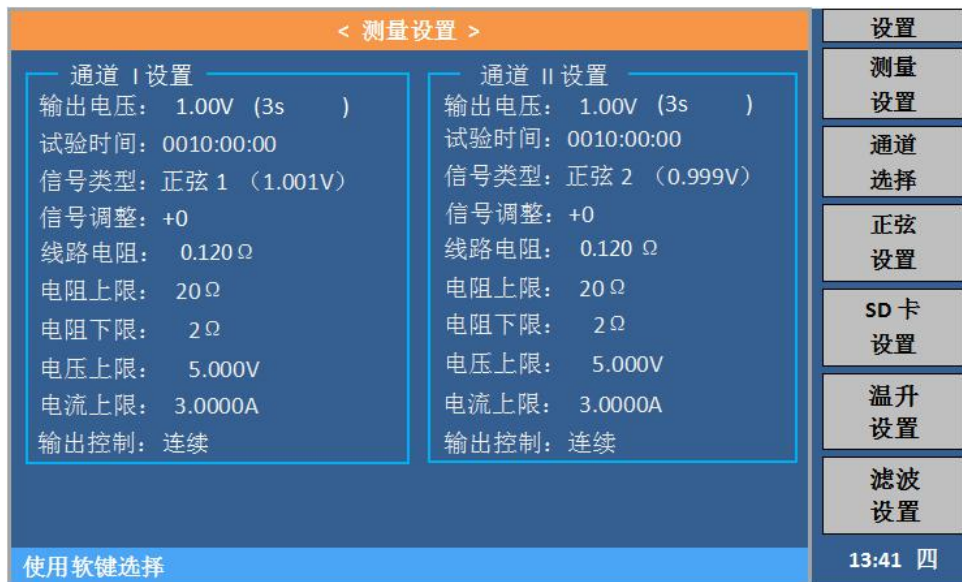 < 测量设置 >
通道 I 设置
输出电压： 1.00V (3s )
试验时间：0010:00:00
信号类型：正弦 1 （1.001V）
信号调整：+0
线路电阻： 0.120Ω
电阻上限： 20Ω
电阻下限： 2Ω
电压上限： 5.000V
电流上限： 3.0000A
输出控制：连续
通道 II 设置
输出电压： 1.00V (3s )
试验时间：0010:00:00
信号类型：正弦 2 （0.999V）
信号调整：+0
线路电阻： 0.120 Ω
电阻上限： 20Ω
电阻下限： 2Ω
电压上限： 5.000V
电流上限： 3.0000A
输出控制：连续
设置
测量
设置
通道
选择
正弦
设置
SD 卡
设置
温升
设置
滤波
设置
使用软键选择
13:41 四